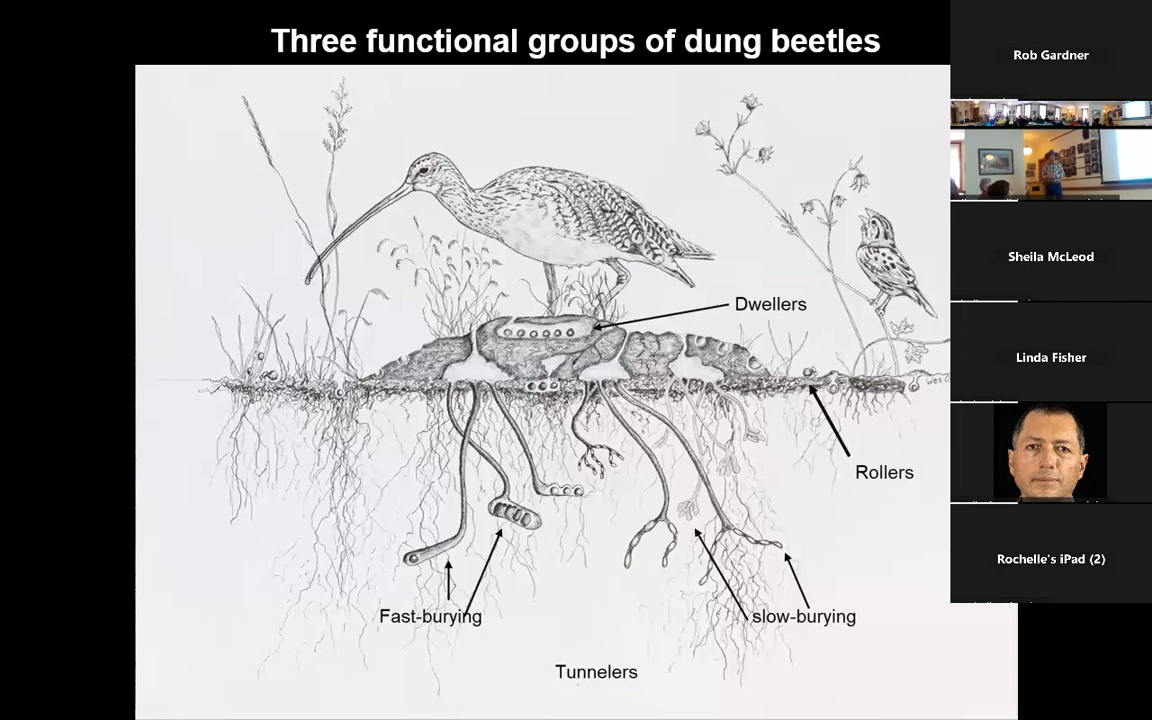 Three functional groups of dung beetles
Rob Gardner
Sheila McLeod
Dwellers
Linda Fisher
Rollers
Rochelle's iPad (2)
Fast-burying
slow-burying
Tunnelers